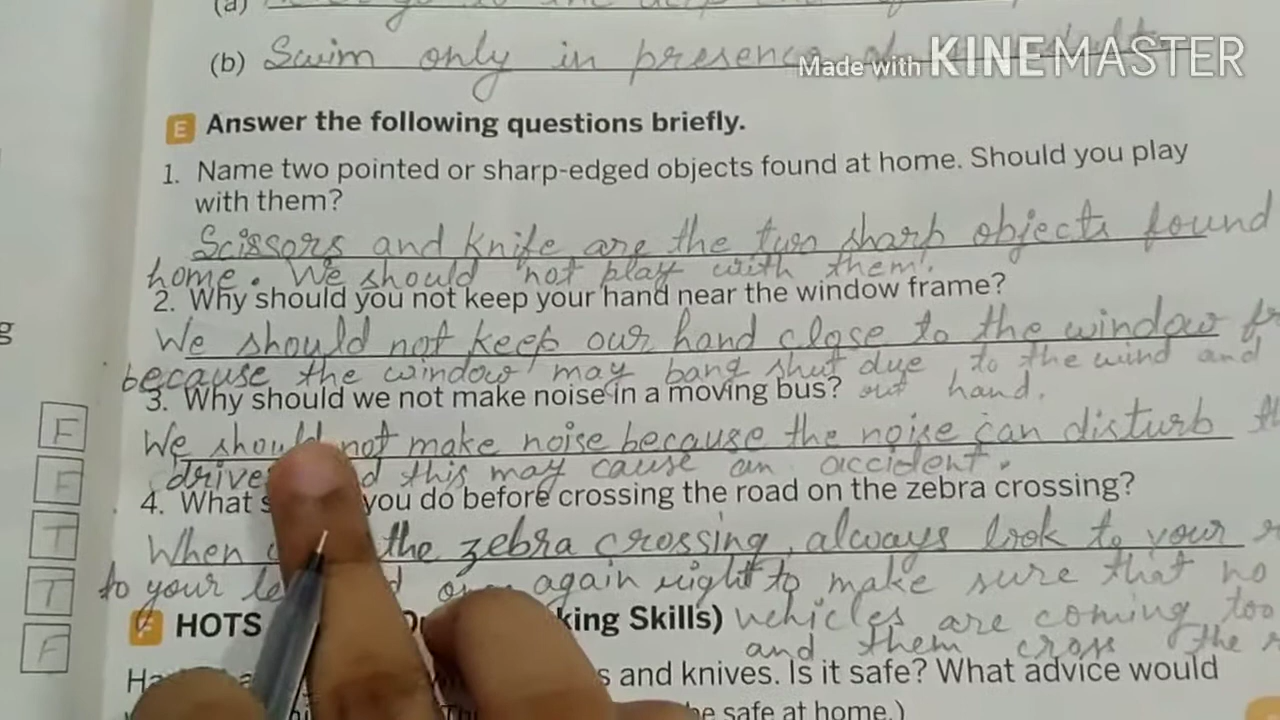 (a)
(b) Swim only in presence
Made with KINEMASTER
E Answer the following questions briefly.
1. Name two pointed or sharp-edged objects found at home. Should you play
with them?
Scissors and knife are the two sharp objects found
home. We should not play with them.
2. Why should you not keep your hand near the window frame?
We should not keep our hand close to the window
because the window may bang shut due to the wind and
3. Why should we not make noise in a moving bus? hand.
We should not make noise because the noise can disturb
this may cause an accident.
4. What you do before crossing the road on the zebra crossing?
When the zebra crossing, always look to your
to your again right to make sure that no
HOTS king Skills) vehicles are coming too
and them cross the
s and knives. Is it safe? What advice would
be safe at home.)
g
F
F
T
T
F